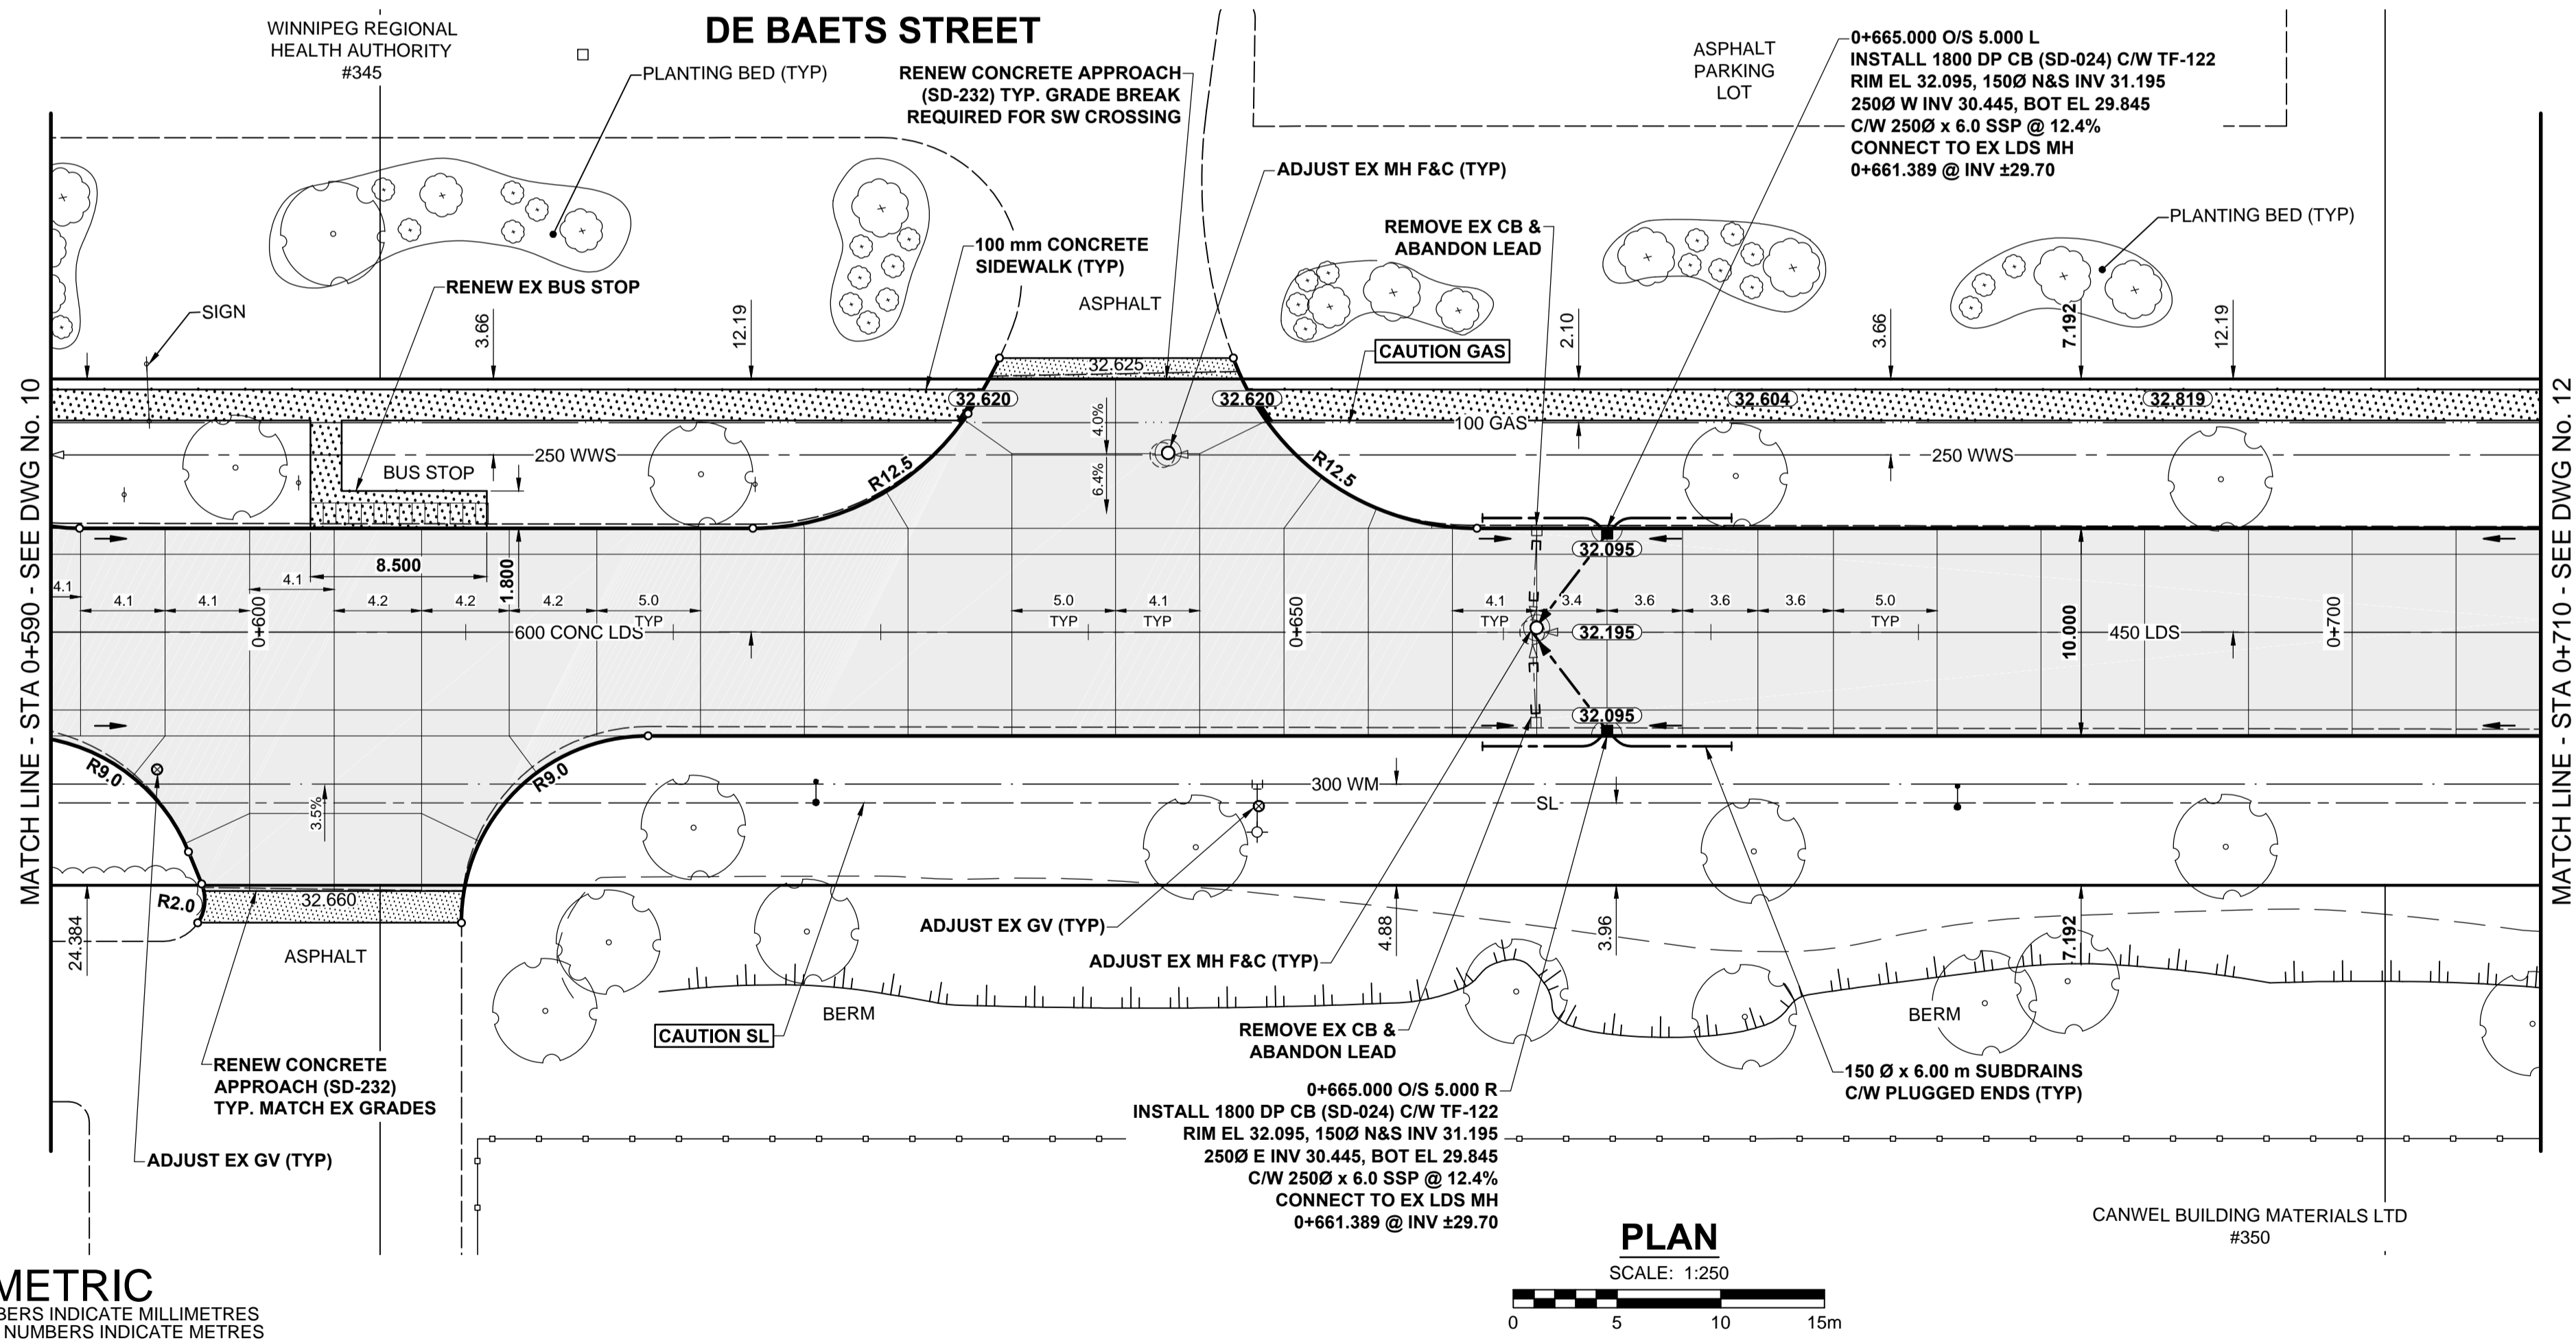 DE BAETS STREET
WINNIPEG REGIONAL
HEALTH AUTHORITY
#345
PLANTING BED (TYP)
RENEW CONCRETE APPROACH
(SD-232) TYP. GRADE BREAK
REQUIRED FOR SW CROSSING
ASPHALT
PARKING
LOT
0+665.000 O/S 5.000 L
INSTALL 1800 DP CB (SD-024) C/W TF-122
RIM EL 32.095, 150Ø N&S INV 31.195
250Ø W INV 30.445, BOT EL 29.845
C/W 250Ø x 6.0 SSP @ 12.4%
CONNECT TO EX LDS MH
0+661.389 @ INV ±29.70
ADJUST EX MH F&C (TYP)
REMOVE EX CB &
ABANDON LEAD
PLANTING BED (TYP)
100 mm CONCRETE
SIDEWALK (TYP)
RENEW EX BUS STOP
SIGN
ASPHALT
3.66
12.19
2.10
3.66
7.192
12.19
CAUTION GAS
32.625
32.620
32.620
32.604
32.819
100 GAS
4.0%
6.4%
250 WWS
250 WWS
BUS STOP
R12.5
R12.5
MATCH LINE - STA 0+590 - SEE DWG No. 10
MATCH LINE - STA 0+710 - SEE DWG No. 12
8.500
1.800
32.095
4.1
4.1
4.1
4.1
4.2
4.2
4.2
5.0
TYP
5.0
TYP
4.1
TYP
4.1
TYP
3.4
3.6
3.6
3.6
5.0
TYP
0+600
600 CONC LDS
0+650
32.195
10.000
450 LDS
0+700
32.095
R9.0
R9.0
3.5%
300 WM
SL
R2.0
32.660
24.384
ASPHALT
4.88
3.96
7.192
ADJUST EX GV (TYP)
ADJUST EX MH F&C (TYP)
CAUTION SL
BERM
BERM
REMOVE EX CB &
ABANDON LEAD
RENEW CONCRETE
APPROACH (SD-232)
TYP. MATCH EX GRADES
ADJUST EX GV (TYP)
150 Ø x 6.00 m SUBDRAINS
C/W PLUGGED ENDS (TYP)
0+665.000 O/S 5.000 R
INSTALL 1800 DP CB (SD-024) C/W TF-122
RIM EL 32.095, 150Ø N&S INV 31.195
250Ø E INV 30.445, BOT EL 29.845
C/W 250Ø x 6.0 SSP @ 12.4%
CONNECT TO EX LDS MH
0+661.389 @ INV ±29.70
CANWEL BUILDING MATERIALS LTD
#350
PLAN
SCALE: 1:250
0 5 10 15m
METRIC
BERS INDICATE MILLIMETRES
NUMBERS INDICATE METRES